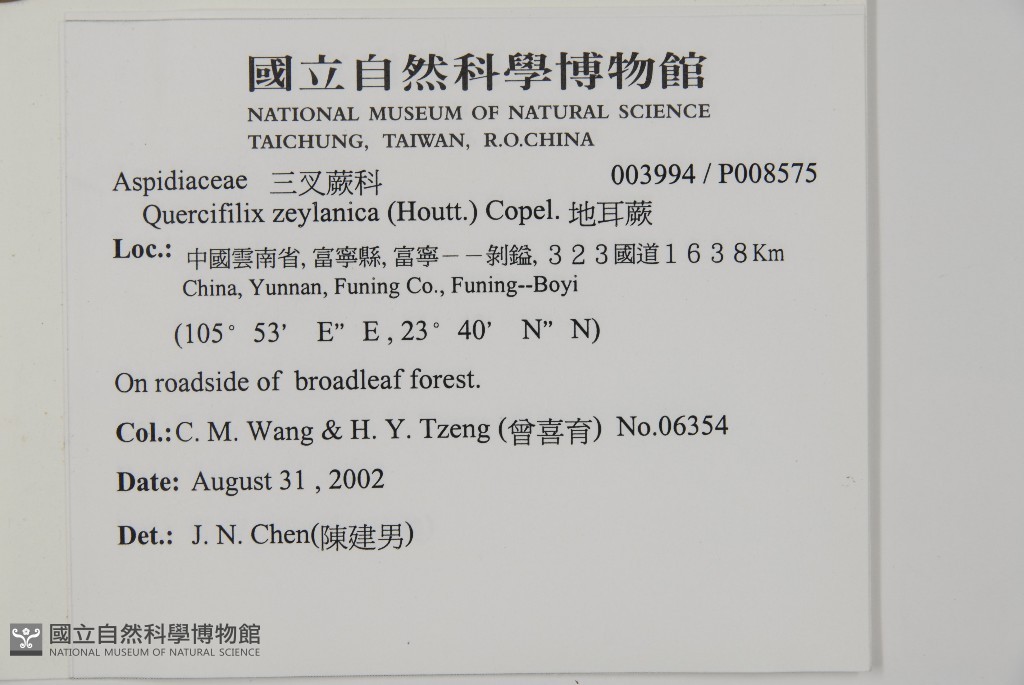 國立自然科學博物館
NATIONAL MUSEUM OF NATURAL SCIENCE
TAICHUNG, TAIWAN, R.O.CHINA
Aspidiaceae 三叉蕨科 003994 / P008575
Quercifilix zeylanica (Houtt.) Copel. 地耳蕨
Loc.: 中國雲南省, 富寧縣, 富寧－－剝鎰, ３２３國道１６３８Km
China, Yunnan, Funing Co., Funing--Boyi
(105° 53’ E” E , 23° 40’ N” N)
On roadside of broadleaf forest.
Col.: C. M. Wang & H. Y. Tzeng (曾喜育) No.06354
Date: August 31 , 2002
Det.: J. N. Chen(陳建男)
國立自然科學博物館
NATIONAL MUSEUM OF NATURAL SCIENCE